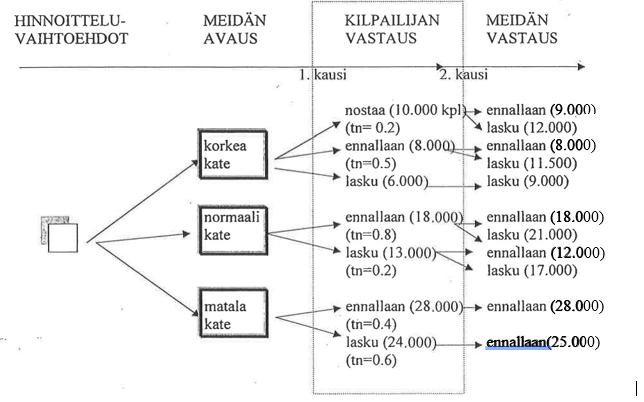 HINNOITTELU-
VAIHTOEHDOT
MEIDÄN
AVAUS
KILPAILIJAN
VASTAUS
MEIDÄN
VASTAUS
1. kausi
2. kausi
korkea
kate
nostaa (10.000 kpl)
(tn= 0.2)
ennallaan (8.000)
(tn=0.5)
lasku (6.000)
ennallaan (9.000)
lasku (12.000)
ennallaan (8.000)
lasku (11.500)
lasku (9.000)
normaali
kate
ennallaan (18.000)
(tn=0.8)
lasku (13.000)
(tn=0.2)
ennallaan (18.000)
lasku (21.000)
ennallaan (12.000)
lasku (17.000)
matala
kate
ennallaan (28.000)
(tn=0.4)
lasku (24.000)
(tn=0.6)
ennallaan (28.000)
ennallaan(25.000)